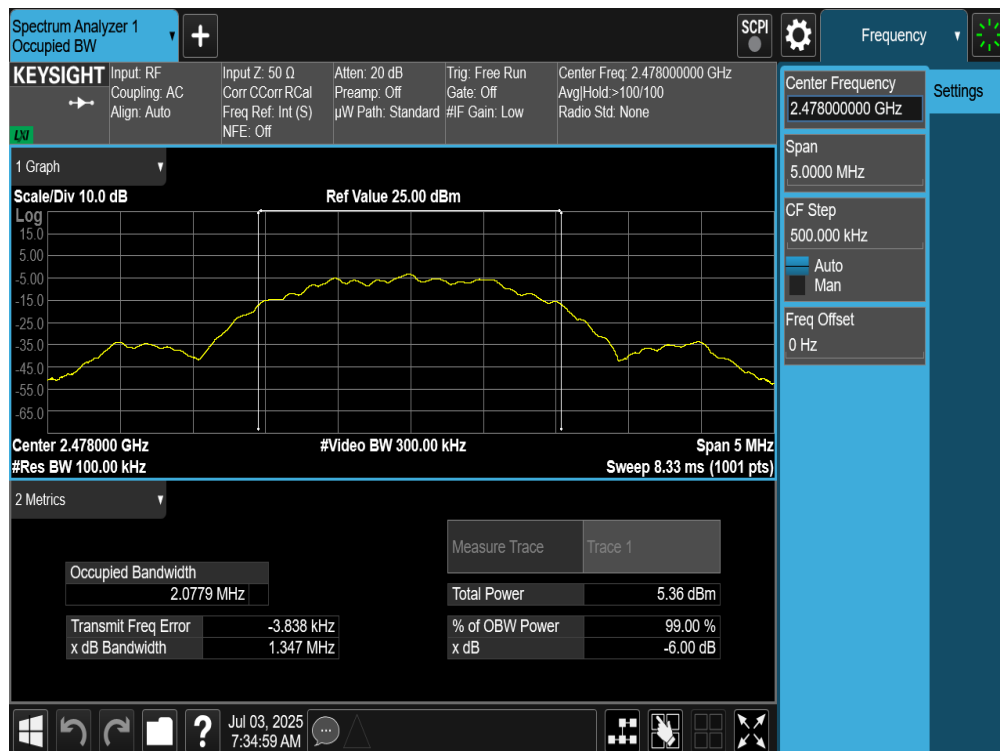 Spectrum Analyzer 1
Occupied BW
+
SCPI
Frequency
KEYSIGHT
LXI
Input: RF
Coupling: AC
Align: Auto
Input Z: 50 Ω
Corr CCorr RCal
Freq Ref: Int (S)
NFE: Off
Atten: 20 dB
Preamp: Off
µW Path: Standard
Trig: Free Run
Gate: Off
#IF Gain: Low
Center Freq: 2.478000000 GHz
Avg|Hold:>100/100
Radio Std: None
Center Frequency
2.478000000 GHz
Settings
Span
5.0000 MHz
CF Step
500.000 kHz
Auto
Man
Freq Offset
0 Hz
1 Graph
Scale/Div 10.0 dB
Ref Value 25.00 dBm
Log
15.0
5.00
-5.00
-15.0
-25.0
-35.0
-45.0
-55.0
-65.0
Center 2.478000 GHz
#Video BW 300.00 kHz
Span 5 MHz
#Res BW 100.00 kHz
Sweep 8.33 ms (1001 pts)
2 Metrics
Measure Trace
Trace 1
Occupied Bandwidth
2.0779 MHz
Total Power
5.36 dBm
Transmit Freq Error
-3.838 kHz
% of OBW Power
99.00 %
x dB Bandwidth
1.347 MHz
x dB
-6.00 dB
?
Jul 03, 2025
7:34:59 AM